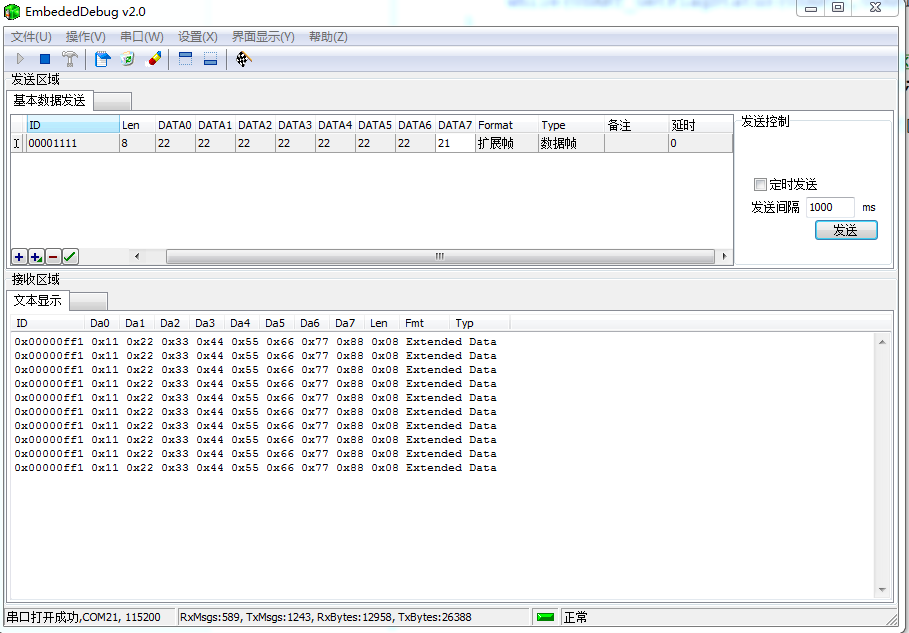 EmbededDebug v2.0
文件(U) 操作(V) 串口(W) 设置(X) 界面显示(Y) 帮助(Z)
发送区域
基本数据发送
ID Len DATA0 DATA1 DATA2 DATA3 DATA4 DATA5 DATA6 DATA7 Format Type 备注 延时
00001111 8 22 22 22 22 22 22 22 21 扩展帧 数据帧 0
发送控制
定时发送
发送间隔 1000 ms
发送
接收区域
文本显示
ID Da0 Da1 Da2 Da3 Da4 Da5 Da6 Da7 Len Fmt Typ
0x00000ff1 0x11 0x22 0x33 0x44 0x55 0x66 0x77 0x88 0x08 Extended Data
0x00000ff1 0x11 0x22 0x33 0x44 0x55 0x66 0x77 0x88 0x08 Extended Data
0x00000ff1 0x11 0x22 0x33 0x44 0x55 0x66 0x77 0x88 0x08 Extended Data
0x00000ff1 0x11 0x22 0x33 0x44 0x55 0x66 0x77 0x88 0x08 Extended Data
0x00000ff1 0x11 0x22 0x33 0x44 0x55 0x66 0x77 0x88 0x08 Extended Data
0x00000ff1 0x11 0x22 0x33 0x44 0x55 0x66 0x77 0x88 0x08 Extended Data
0x00000ff1 0x11 0x22 0x33 0x44 0x55 0x66 0x77 0x88 0x08 Extended Data
0x00000ff1 0x11 0x22 0x33 0x44 0x55 0x66 0x77 0x88 0x08 Extended Data
0x00000ff1 0x11 0x22 0x33 0x44 0x55 0x66 0x77 0x88 0x08 Extended Data
0x00000ff1 0x11 0x22 0x33 0x44 0x55 0x66 0x77 0x88 0x08 Extended Data
串口打开成功,COM21, 115200 RxMsgs:589, TxMsgs:1243, RxBytes:12958, TxBytes:26388 正常